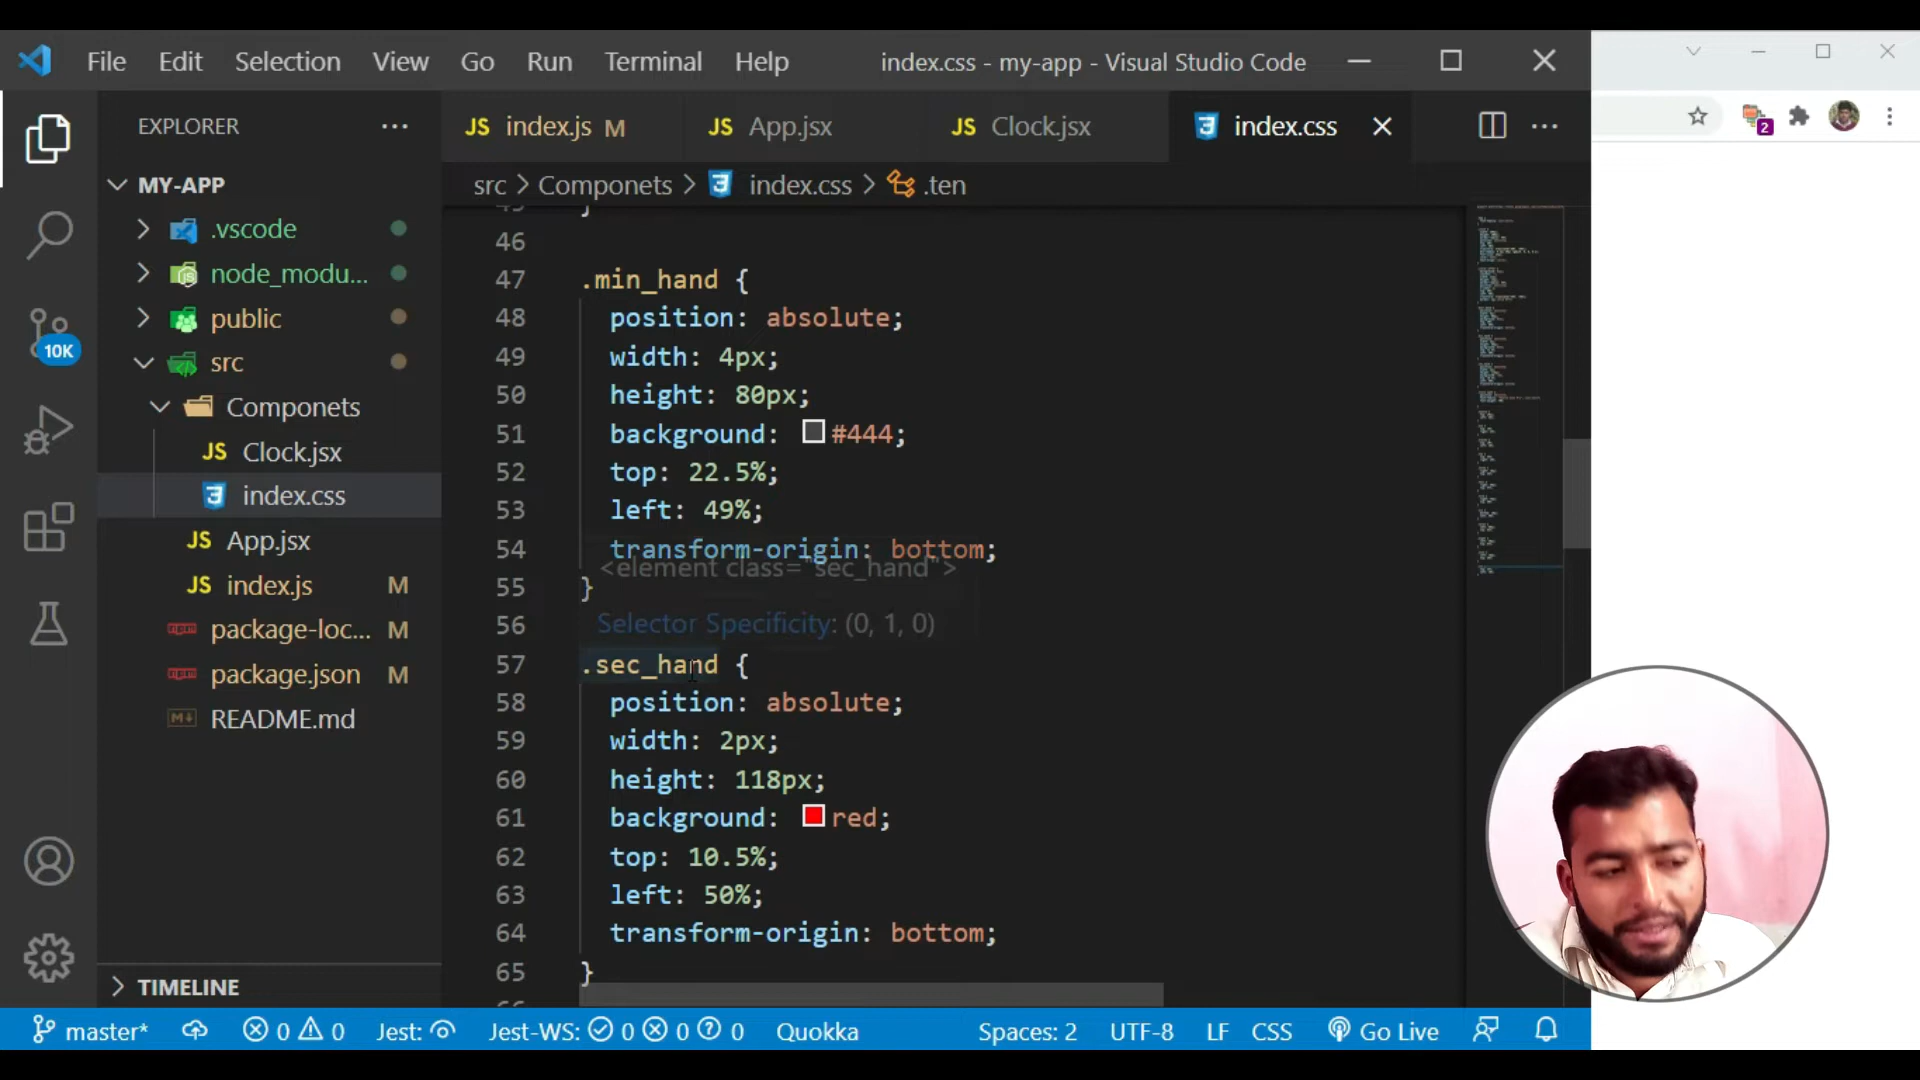 File Edit Selection View Go Run Terminal Help index.css - my-app - Visual Studio Code
EXPLORER
JS index.js M JS App.jsx JS Clock.jsx index.css
2
src > Componets > index.css > .ten
MY-APP
.vscode
node_modu...
public
src
Componets
JS Clock.jsx
index.css
JS App.jsx
JS index.js M
package-loc... M
package.json M
README.md
TIMELINE
10K
45 }
46
47 .min_hand {
48 position: absolute;
49 width: 4px;
50 height: 80px;
51 background: #444;
52 top: 22.5%;
53 left: 49%;
54 transform-origin: bottom;
<element class="sec_hand">
55 }
Selector Specificity: (0, 1, 0)
56
57 .sec_hand {
58 position: absolute;
59 width: 2px;
60 height: 118px;
61 background: red;
62 top: 10.5%;
63 left: 50%;
64 transform-origin: bottom;
65 }
master* 0 0 Jest: Jest-WS: 0 0 0 Quokka Spaces: 2 UTF-8 LF CSS Go Live